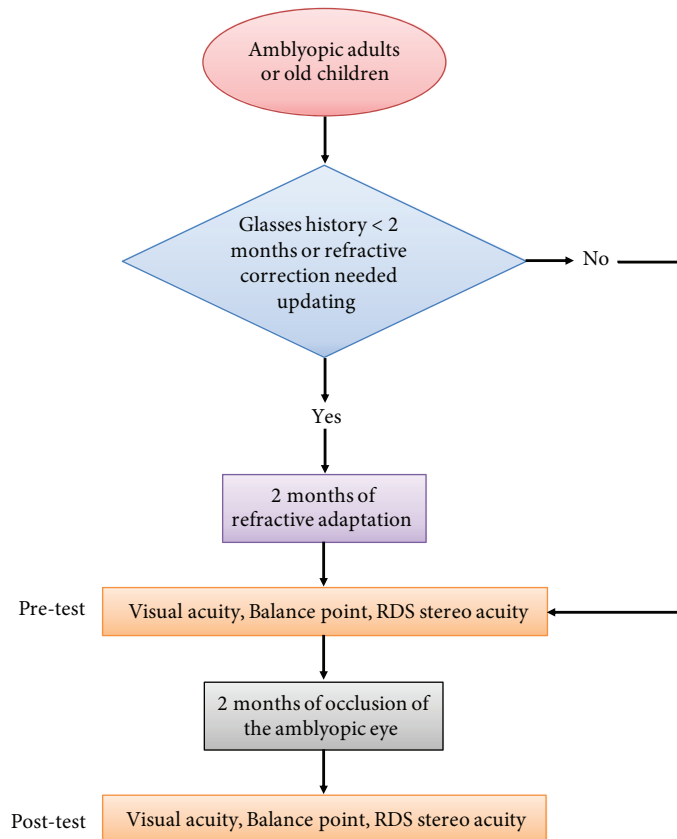 Amblyopic adults
or old children
Glasses history < 2
months or refractive
correction needed
updating
No
Yes
2 months of
refractive adaptation
Pre-test
Visual acuity, Balance point, RDS stereo acuity
2 months of occlusion of
the amblyopic eye
Post-test
Visual acuity, Balance point, RDS stereo acuity